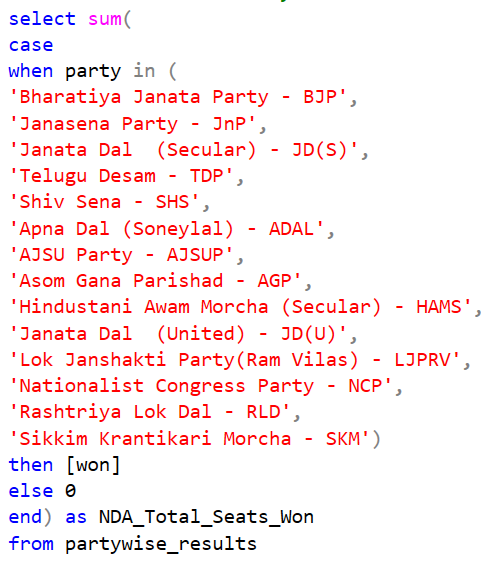 select sum(
case
when party in (
'Bharatiya Janata Party - BJP',
'Janasena Party - JnP',
'Janata Dal  (Secular) - JD(S)',
'Telugu Desam - TDP',
'Shiv Sena - SHS',
'Apna Dal (Soneylal) - ADAL',
'AJSU Party - AJSUP',
'Asom Gana Parishad - AGP',
'Hindustani Awam Morcha (Secular) - HAMS',
'Janata Dal  (United) - JD(U)',
'Lok Janshakti Party(Ram Vilas) - LJPRV',
'Nationalist Congress Party - NCP',
'Rashtriya Lok Dal - RLD',
'Sikkim Krantikari Morcha - SKM')
then [won]
else 0
end) as NDA_Total_Seats_Won
from partywise_results